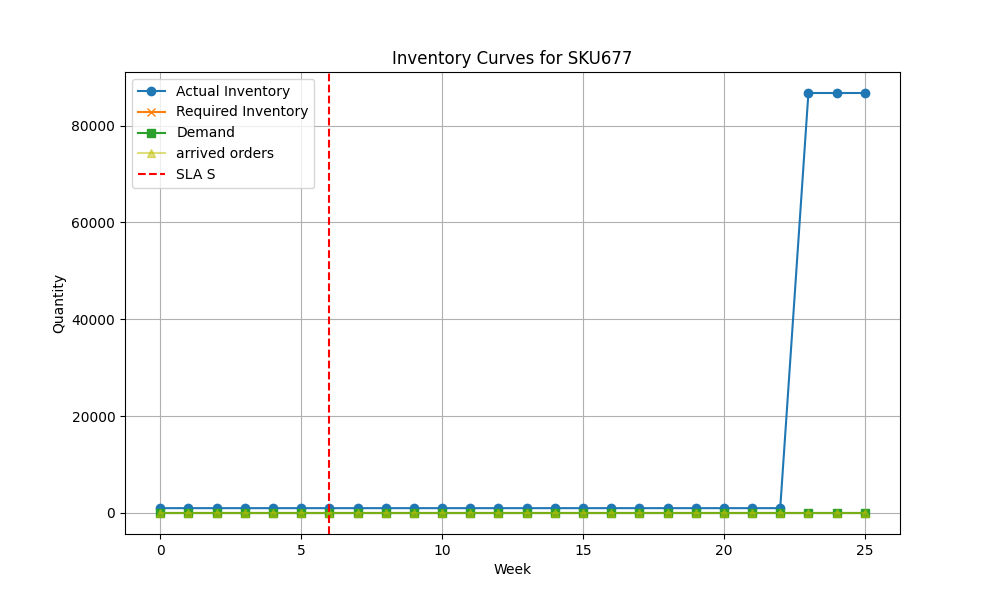 Inventory Curves for SKU677
Actual Inventory
Required Inventory
Demand
arrived orders
SLA S
Quantity
80000
60000
40000
20000
0
0 5 10 15 20 25
Week